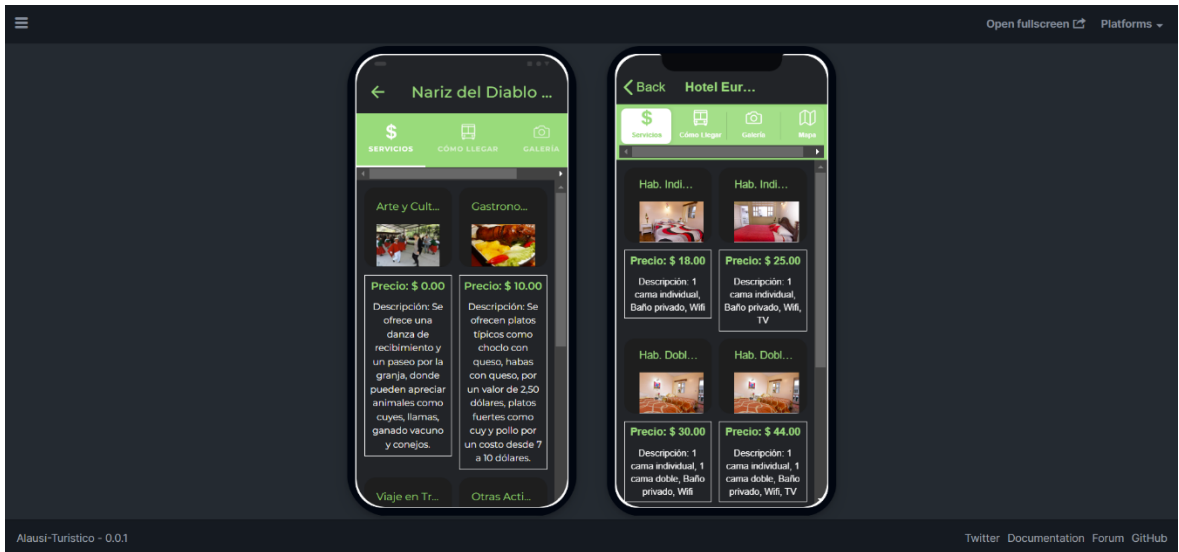 Open fullscreen Platforms
Nariz del Diablo ...
$
SERVICIOS CÓMO LLEGAR GALERÍA
Arte y Cult... Gastrono...
Precio: $ 0.00 Precio: $ 10.00
Descripción: Se
ofrece una
danza de
recibimiento y
un paseo por la
granja, donde
pueden apreciar
animales como
cuyes, llamas,
ganado vacuno
y conejos.
Descripción: Se
ofrecen platos
típicos como
choclo con
queso, habas
con queso, por
un valor de 2,50
dólares, platos
fuertes como
cuy y pollo por
un costo desde 7
a 10 dólares.
Viaje en Tr... Otras Acti...
Back Hotel Eur...
$
Servicios Cómo Llegar Galería Mapa
Hab. Indi... Hab. Indi...
Precio: $ 18.00 Precio: $ 25.00
Descripción: 1
cama individual,
Baño privado, Wifi
Descripción: 1
cama individual,
Baño privado, Wifi,
TV
Hab. Dobl... Hab. Dobl...
Precio: $ 30.00 Precio: $ 44.00
Descripción: 1
cama individual, 1
cama doble, Baño
privado, Wifi
Descripción: 1
cama individual, 1
cama doble, Baño
privado, Wifi, TV
Alausí-Turistico - 0.0.1
Twitter Documentation Forum GitHub